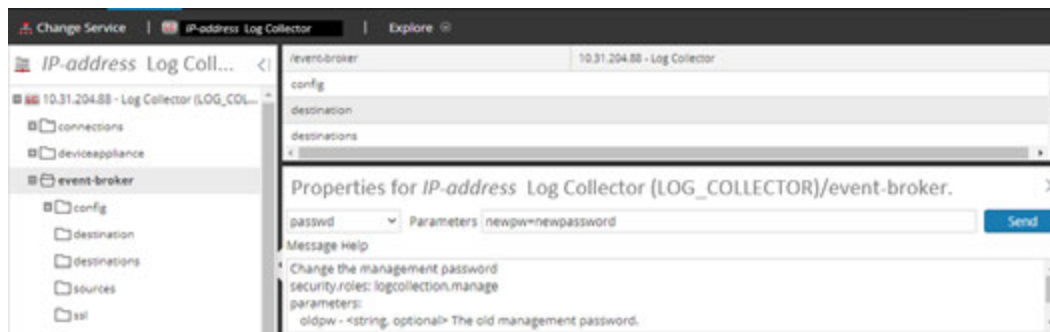 Change Service | IP-address Log Collector | Explore
IP-address Log Coll...
10.31.204.88 - Log Collector (LOG_COL...
connections
deviceappliance
event-broker
config
destination
destinations
sources
ssl
/event-broker 10.31.204.88 - Log Collector
config
destination
destinations
Properties for IP-address Log Collector (LOG_COLLECTOR)/event-broker.
passwd Parameters newpw=newpassword Send
Message Help
Change the management password
security.roles: logcollection.manage
parameters:
oldpw - <string, optional> The old management password.